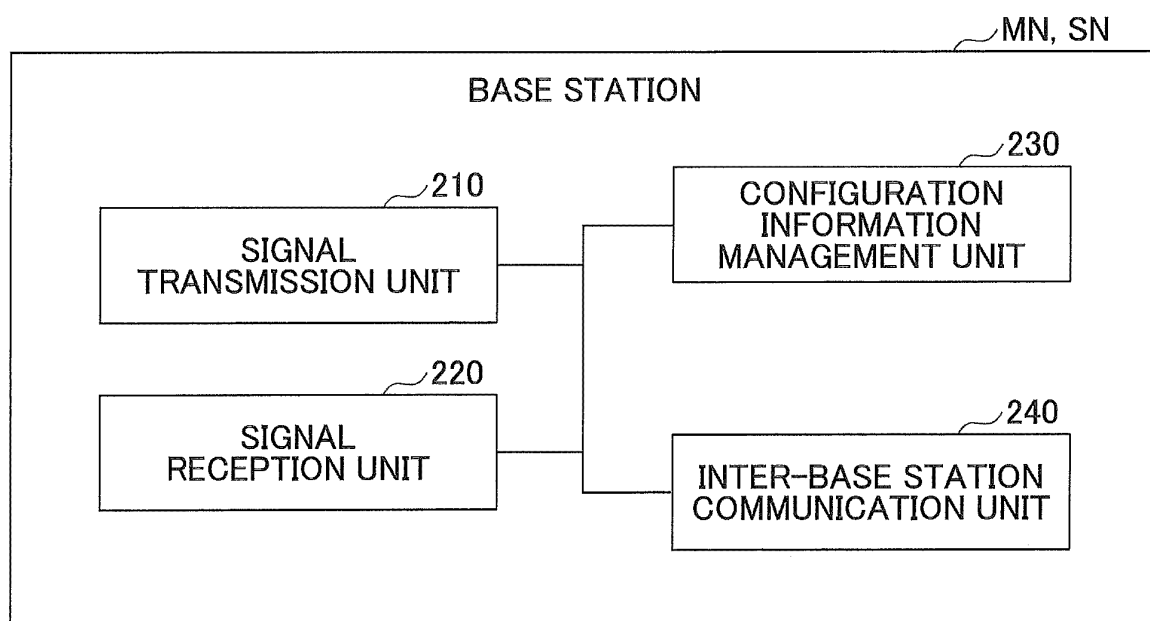 MN, SN
BASE STATION
210
SIGNAL
TRANSMISSION UNIT
220
SIGNAL
RECEPTION UNIT
230
CONFIGURATION
INFORMATION
MANAGEMENT UNIT
240
INTER-BASE STATION
COMMUNICATION UNIT